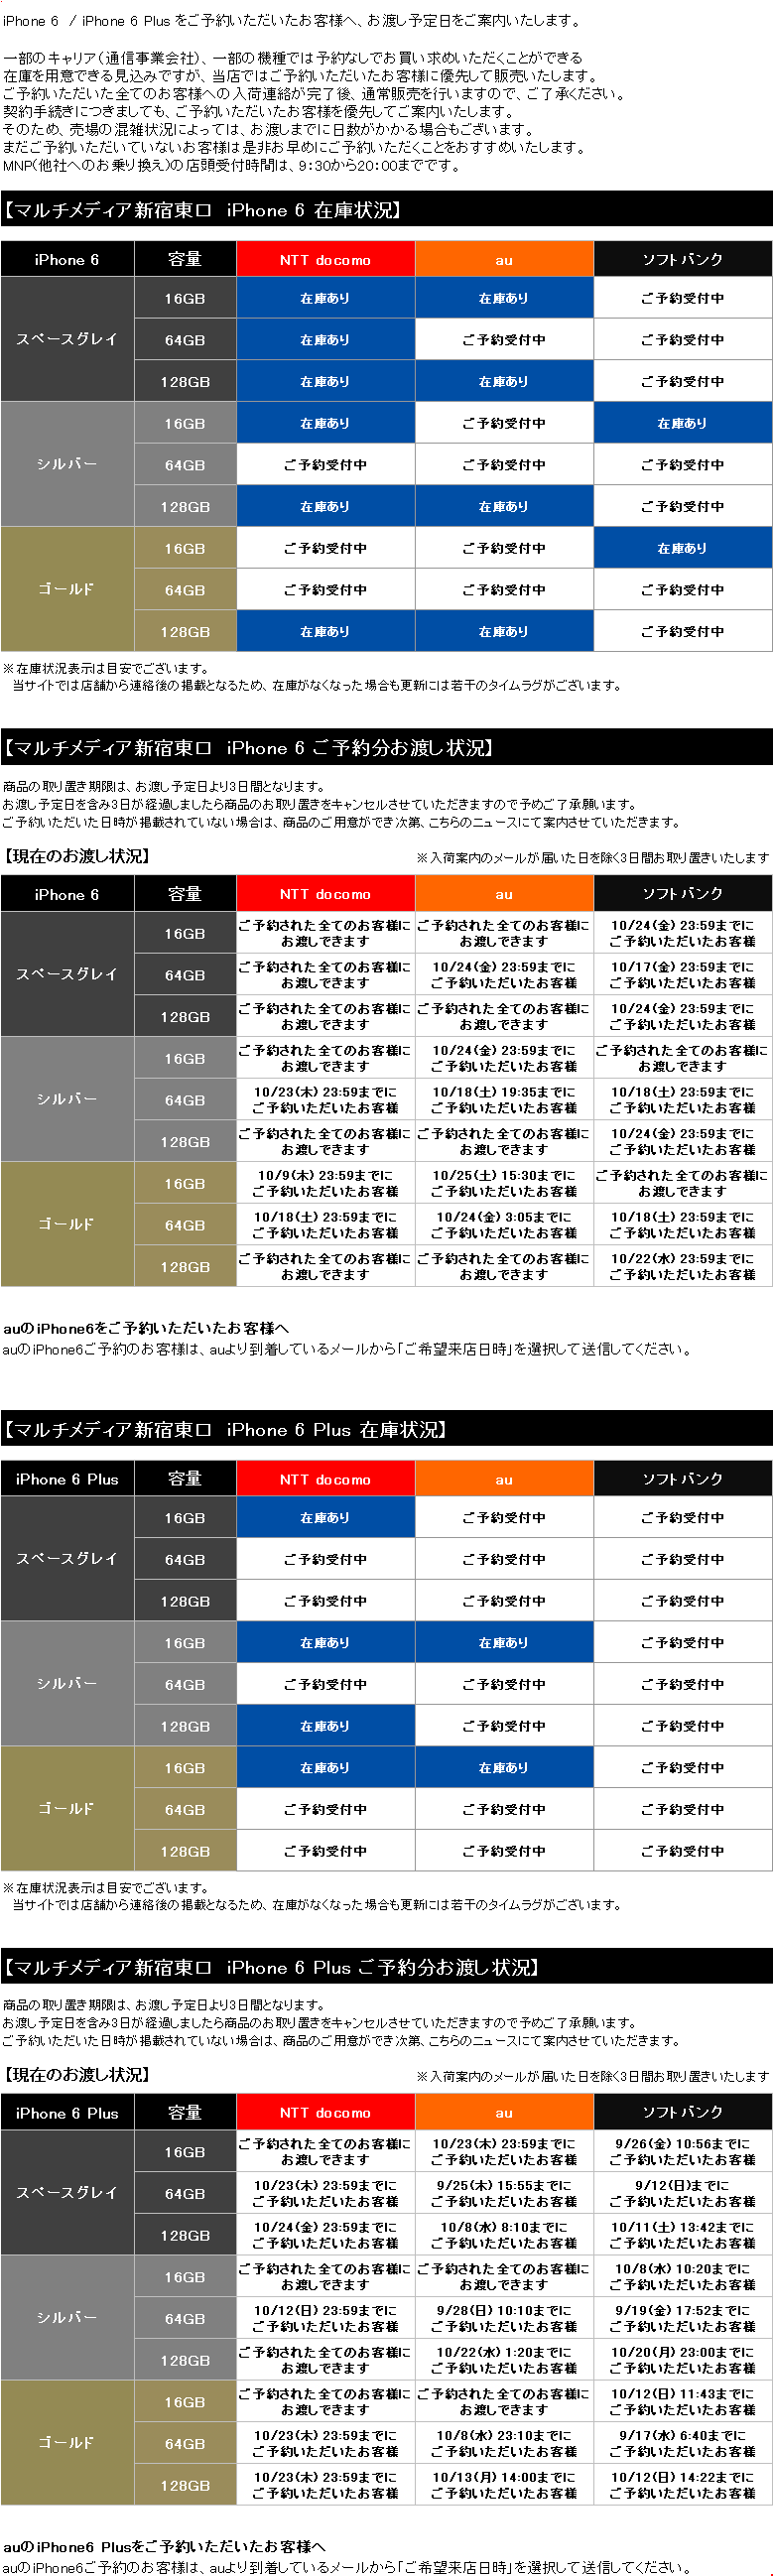 iPhone 6 / iPhone 6 Plus をご予約いただいたお客様へ、お渡し予定日をご案内いたします。
一部のキャリア（通信事業会社）、一部の機種では予約なしでお買い求めいただくことができる
在庫を用意できる見込みですが、当店ではご予約いただいたお客様に優先して販売いたします。
ご予約いただいた全てのお客様への入荷連絡が完了後、通常販売を行いますので、ご了承ください。
契約手続きにつきましても、ご予約いただいたお客様を優先してご案内いたします。
そのため、売場の混雑状況によっては、お渡しまでに日数がかかる場合もございます。
まだご予約いただいていないお客様は是非お早めにご予約いただくことをおすすめいたします。
MNP(他社へのお乗り換え)の店頭受付時間は、9:30から20:00までです。
【マルチメディア新宿東口 iPhone 6 在庫状況】
iPhone 6 容量 NTT docomo au ソフトバンク
スペースグレイ
16GB 在庫あり 在庫あり ご予約受付中
64GB 在庫あり ご予約受付中 ご予約受付中
128GB 在庫あり 在庫あり ご予約受付中
シルバー
16GB 在庫あり ご予約受付中 在庫あり
64GB ご予約受付中 ご予約受付中 ご予約受付中
128GB 在庫あり 在庫あり ご予約受付中
ゴールド
16GB ご予約受付中 ご予約受付中 在庫あり
64GB ご予約受付中 ご予約受付中 ご予約受付中
128GB 在庫あり 在庫あり ご予約受付中
※在庫状況表示は目安でございます。
当サイトでは店舗から連絡後の掲載となるため、在庫がなくなった場合も更新には若干のタイムラグがございます。
【マルチメディア新宿東口 iPhone 6 ご予約分お渡し状況】
商品の取り置き期限は、お渡し予定日より3日間となります。
お渡し予定日を含み3日が経過しましたら商品のお取り置きをキャンセルさせていただきますので予めご了承願います。
ご予約いただいた日時が掲載されていない場合は、商品のご用意ができ次第、こちらのニュースにて案内させていただきます。
【現在のお渡し状況】 ※入荷案内のメールが届いた日を除く3日間お取り置きいたします
iPhone 6 容量 NTT docomo au ソフトバンク
スペースグレイ
16GB ご予約された全てのお客様にお渡しできます ご予約された全てのお客様にお渡しできます 10/24(金) 23:59までにご予約いただいたお客様
64GB ご予約された全てのお客様にお渡しできます 10/24(金) 23:59までにご予約いただいたお客様 10/17(金) 23:59までにご予約いただいたお客様
128GB ご予約された全てのお客様にお渡しできます ご予約された全てのお客様にお渡しできます 10/24(金) 23:59までにご予約いただいたお客様
シルバー
16GB ご予約された全てのお客様にお渡しできます 10/24(金) 23:59までにご予約いただいたお客様 ご予約された全てのお客様にお渡しできます
64GB 10/23(木) 23:59までにご予約いただいたお客様 10/18(土) 19:35までにご予約いただいたお客様 10/18(土) 23:59までにご予約いただいたお客様
128GB ご予約された全てのお客様にお渡しできます ご予約された全てのお客様にお渡しできます 10/24(金) 23:59までにご予約いただいたお客様
ゴールド
16GB 10/9(木) 23:59までにご予約いただいたお客様 10/25(土) 15:30までにご予約いただいたお客様 ご予約された全てのお客様にお渡しできます
64GB 10/18(土) 23:59までにご予約いただいたお客様 10/24(金) 3:05までにご予約いただいたお客様 10/18(土) 23:59までにご予約いただいたお客様
128GB ご予約された全てのお客様にお渡しできます ご予約された全てのお客様にお渡しできます 10/22(水) 23:59までにご予約いただいたお客様
auのiPhone6をご予約いただいたお客様へ
auのiPhone6ご予約のお客様は、auより到着しているメールから「ご希望来店日時」を選択して送信してください。
【マルチメディア新宿東口 iPhone 6 Plus 在庫状況】
iPhone 6 Plus 容量 NTT docomo au ソフトバンク
スペースグレイ
16GB 在庫あり ご予約受付中 ご予約受付中
64GB ご予約受付中 ご予約受付中 ご予約受付中
128GB ご予約受付中 ご予約受付中 ご予約受付中
シルバー
16GB 在庫あり 在庫あり ご予約受付中
64GB ご予約受付中 ご予約受付中 ご予約受付中
128GB 在庫あり ご予約受付中 ご予約受付中
ゴールド
16GB 在庫あり 在庫あり ご予約受付中
64GB ご予約受付中 ご予約受付中 ご予約受付中
128GB ご予約受付中 ご予約受付中 ご予約受付中
※在庫状況表示は目安でございます。
当サイトでは店舗から連絡後の掲載となるため、在庫がなくなった場合も更新には若干のタイムラグがございます。
【マルチメディア新宿東口 iPhone 6 Plus ご予約分お渡し状況】
商品の取り置き期限は、お渡し予定日より3日間となります。
お渡し予定日を含み3日が経過しましたら商品のお取り置きをキャンセルさせていただきますので予めご了承願います。
ご予約いただいた日時が掲載されていない場合は、商品のご用意ができ次第、こちらのニュースにて案内させていただきます。
【現在のお渡し状況】 ※入荷案内のメールが届いた日を除く3日間お取り置きいたします
iPhone 6 Plus 容量 NTT docomo au ソフトバンク
スペースグレイ
16GB ご予約された全てのお客様にお渡しできます 10/23(木) 23:59までにご予約いただいたお客様 9/26(金) 10:56までにご予約いただいたお客様
64GB 10/23(木) 23:59までにご予約いただいたお客様 9/25(木) 15:55までにご予約いただいたお客様 9/12(日)までにご予約いただいたお客様
128GB 10/24(金) 23:59までにご予約いただいたお客様 10/8(水) 8:10までにご予約いただいたお客様 10/11(土) 13:42までにご予約いただいたお客様
シルバー
16GB ご予約された全てのお客様にお渡しできます ご予約された全てのお客様にお渡しできます 10/8(水) 10:20までにご予約いただいたお客様
64GB 10/12(日) 23:59までにご予約いただいたお客様 9/28(日) 10:10までにご予約いただいたお客様 9/19(金) 17:52までにご予約いただいたお客様
128GB ご予約された全てのお客様にお渡しできます 10/22(水) 1:20までにご予約いただいたお客様 10/20(月) 23:00までにご予約いただいたお客様
ゴールド
16GB ご予約された全てのお客様にお渡しできます ご予約された全てのお客様にお渡しできます 10/12(日) 11:43までにご予約いただいたお客様
64GB 10/23(木) 23:59までにご予約いただいたお客様 10/8(水) 23:10までにご予約いただいたお客様 9/17(水) 6:40までにご予約いただいたお客様
128GB 10/23(木) 23:59までにご予約いただいたお客様 10/13(月) 14:00までにご予約いただいたお客様 10/12(日) 14:22までにご予約いただいたお客様
auのiPhone6 Plusをご予約いただいたお客様へ
auのiPhone6ご予約のお客様は、auより到着しているメールから「ご希望来店日時」を選択して送信してください。